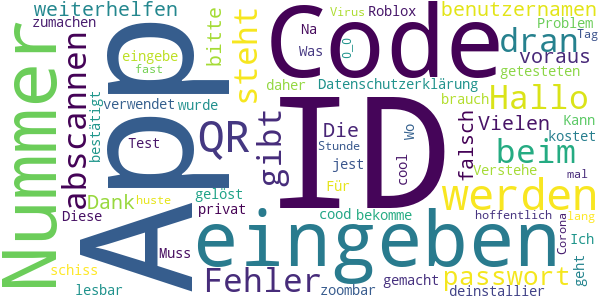 weiterhelfen
zumachen
Nummer
abscannen
bestätigt
eingebe
fast
App
verwendet
wurde
Test
bitte
steht
QR
daher
Code
Na
Was
Virus
Roblox
O_O
benutzernamen
Problem
Tag
dran
voraus
getesteten
Datenschutzerklärung
brauch
Hallo
Kann
ID
gibt
Die
Stunde
jest
Für
cool
Wo
falsch
Vielen
kostet
beim
Verstehe
mal
werden
Dank
huste
gelöst
privat
Diese
Muss
eingeben
cood
bekomme
hoffentlich
Corona
lang
Ich
geht
schiss
lesbar
Fehler
zoombar
gemacht
passwort
deinstallier